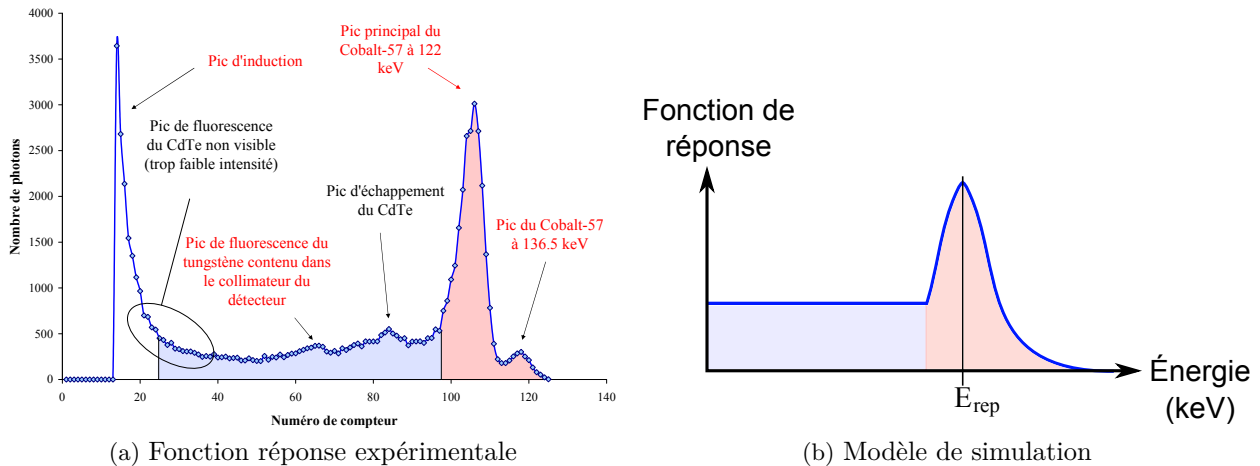 4000
3500
3000
2500
2000
1500
1000
500
0
Nombre de photons
0 20 40 60 80 100 120 140
Numéro de compteur
Pic d'induction
Pic principal du
Cobalt-57 à 122
keV
Pic de fluorescence
du CdTe non visible
(trop faible intensité)
Pic d'échappement
du CdTe
Pic de fluorescence du
tungstène contenu dans
le collimateur du
détecteur
Pic du Cobalt-57
à 136.5 keV
(a) Fonction réponse expérimentale
Fonction de
réponse
E_rep
Énergie
(keV)
(b) Modèle de simulation